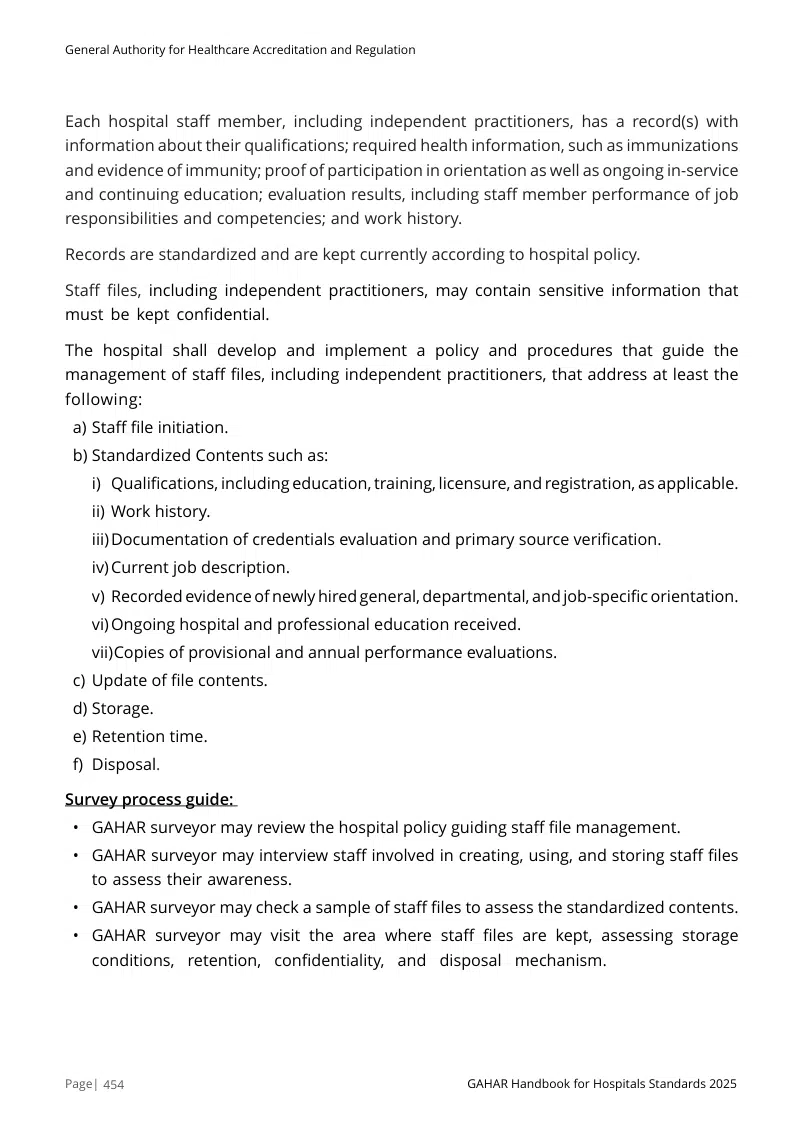 General Authority for Healthcare Accreditation and Regulation
Each hospital staff member, including independent practitioners, has a record(s) with
information about their qualifications; required health information, such as immunizations
and evidence of immunity; proof of participation in orientation as well as ongoing in-service
and continuing education; evaluation results, including staff member performance of job
responsibilities and competencies; and work history.
Records are standardized and are kept currently according to hospital policy.
Staff files, including independent practitioners, may contain sensitive information that
must be kept confidential.
The hospital shall develop and implement a policy and procedures that guide the
management of staff files, including independent practitioners, that address at least the
following:
a) Staff file initiation.
b) Standardized Contents such as:
i) Qualifications, including education, training, licensure, and registration, as applicable.
ii) Work history.
iii) Documentation of credentials evaluation and primary source verification.
iv) Current job description.
v) Recorded evidence of newly hired general, departmental, and job-specific orientation.
vi) Ongoing hospital and professional education received.
vii) Copies of provisional and annual performance evaluations.
c) Update of file contents.
d) Storage.
e) Retention time.
f) Disposal.
Survey process guide:
• GAHAR surveyor may review the hospital policy guiding staff file management.
• GAHAR surveyor may interview staff involved in creating, using, and storing staff files
to assess their awareness.
• GAHAR surveyor may check a sample of staff files to assess the standardized contents.
• GAHAR surveyor may visit the area where staff files are kept, assessing storage
conditions, retention, confidentiality, and disposal mechanism.
Page| 454 GAHAR Handbook for Hospitals Standards 2025